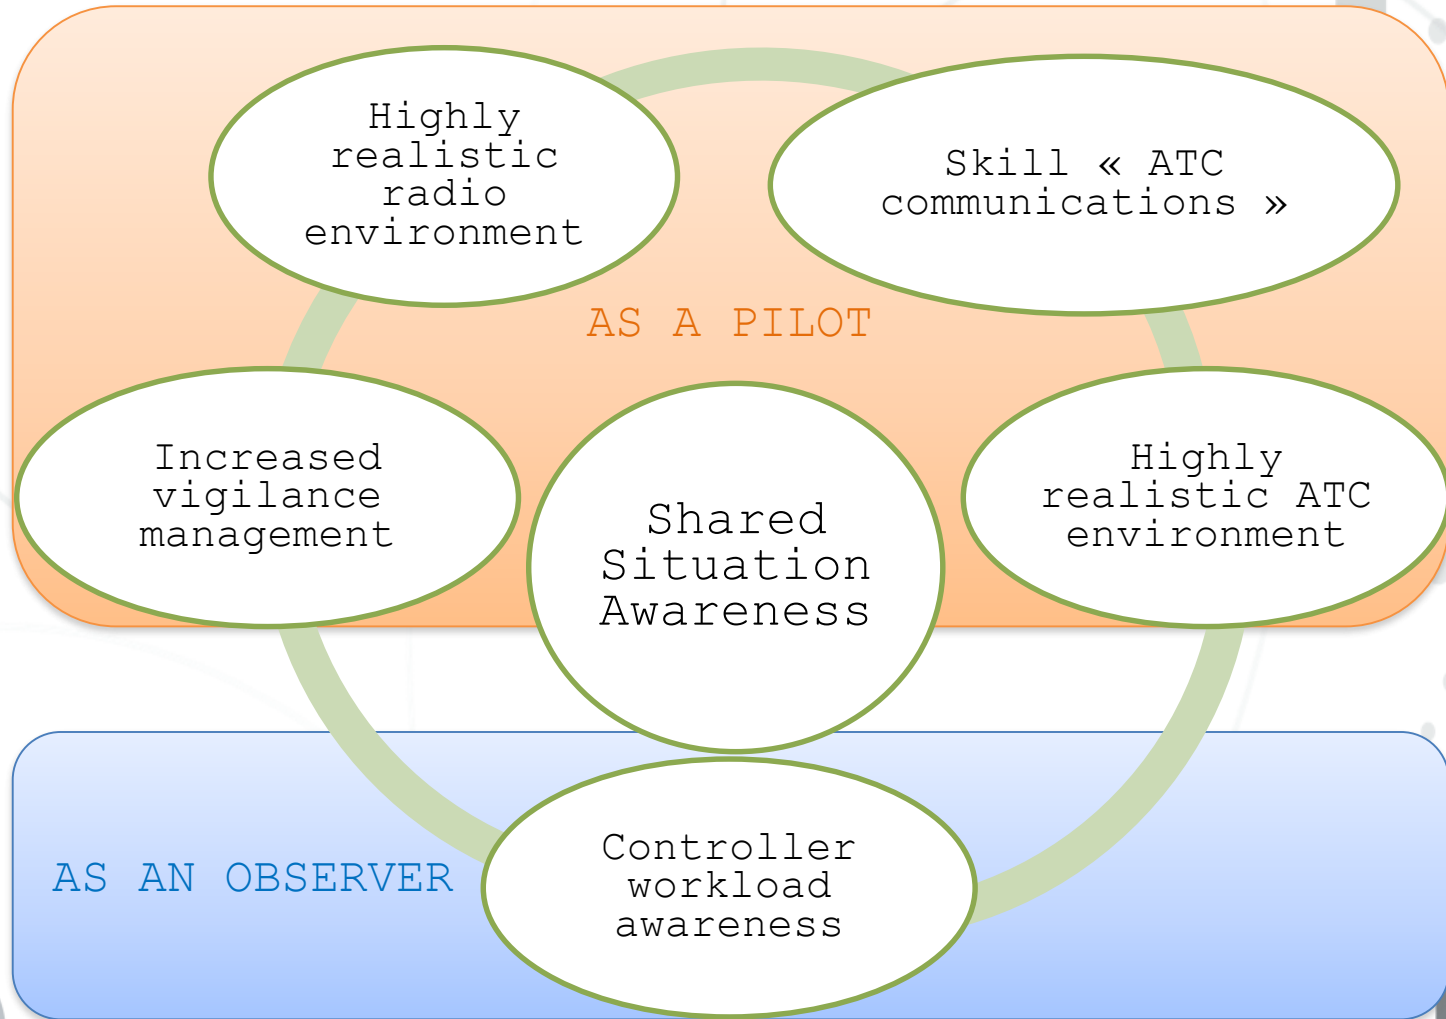 Highly
realistic
radio
environment
Skill « ATC
communications »
AS A PILOT
Increased
vigilance
management
Shared
Situation
Awareness
Highly
realistic ATC
environment
AS AN OBSERVER
Controller
workload
awareness